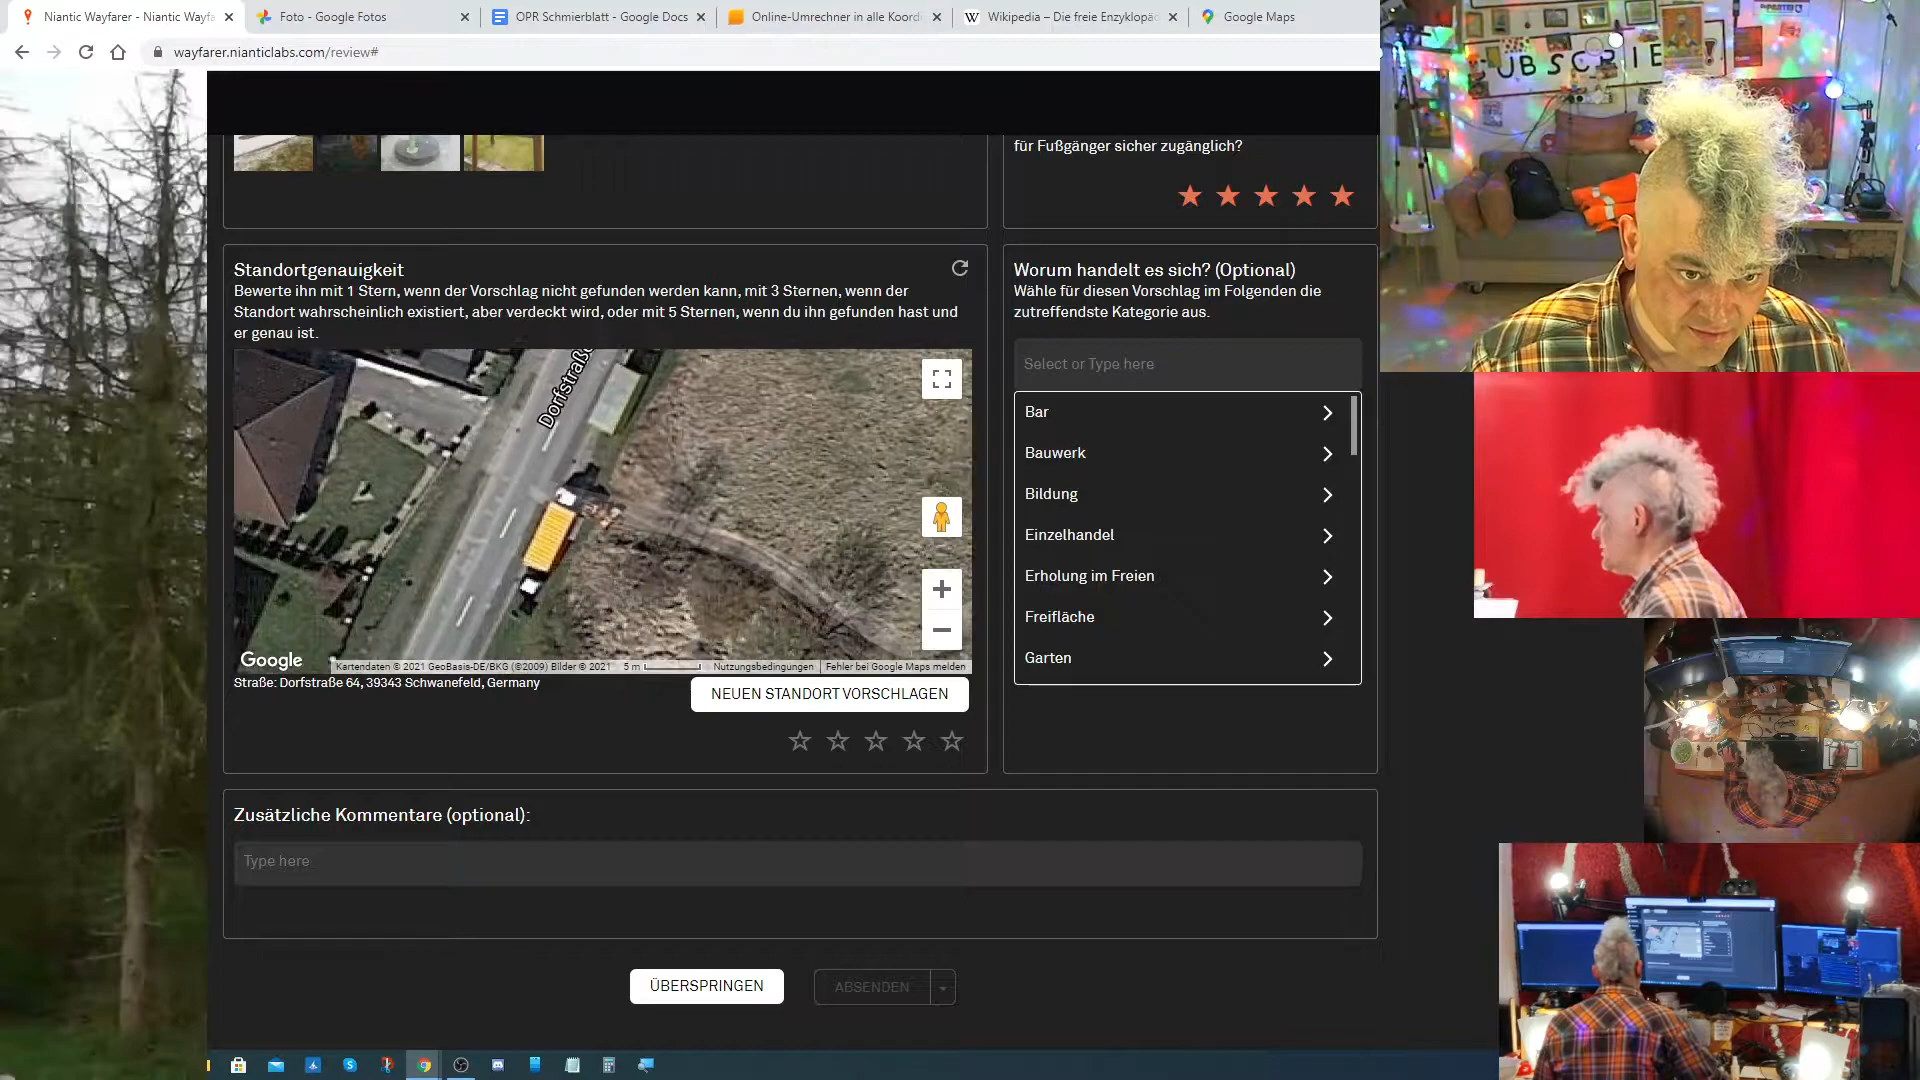 Niantic Wayfarer - Niantic Wayfa
Foto - Google Fotos
OPR Schmierblatt - Google Docs
Online-Umrechner in alle Koord
Wikipedia – Die freie Enzyklopä
Google Maps
wayfarer.nianticlabs.com/review#
für Fußgänger sicher zugänglich?
Standortgenauigkeit
Bewerte ihn mit 1 Stern, wenn der Vorschlag nicht gefunden werden kann, mit 3 Sternen, wenn der
Standort wahrscheinlich existiert, aber verdeckt wird, oder mit 5 Sternen, wenn du ihn gefunden hast und
er genau ist.
Dorfstraße
Google
Kartendaten © 2021 GeoBasis-DE/BKG (©2009) Bilder © 2021
5 m
Nutzungsbedingungen
Fehler bei Google Maps melden
Straße: Dorfstraße 64, 39343 Schwanefeld, Germany
NEUEN STANDORT VORSCHLAGEN
Worum handelt es sich? (Optional)
Wähle für diesen Vorschlag im Folgenden die
zutreffendste Kategorie aus.
Select or Type here
Bar
Bauwerk
Bildung
Einzelhandel
Erholung im Freien
Freifläche
Garten
Zusätzliche Kommentare (optional):
Type here
ÜBERSPRINGEN
ABSENDEN
UBSCRIE